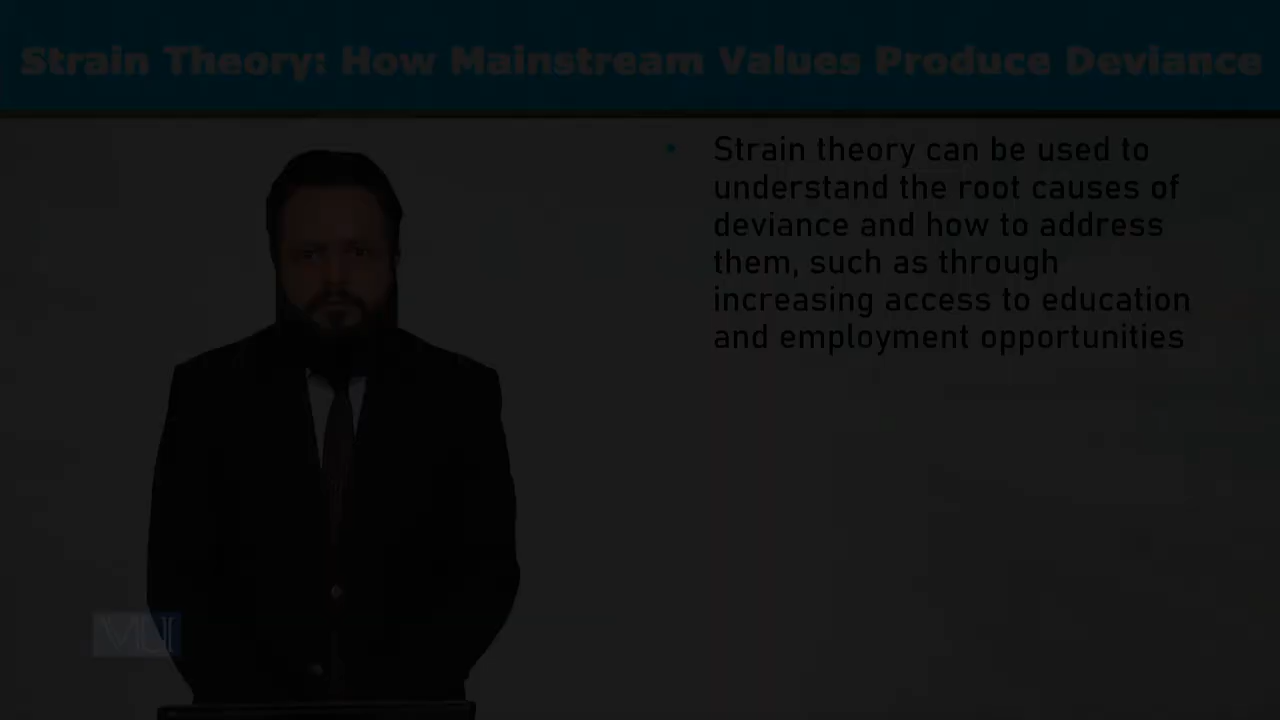 Strain Theory: How Mainstream Values Produce Deviance
• Strain theory can be used to
understand the root causes of
deviance and how to address
them, such as through
increasing access to education
and employment opportunities
VU